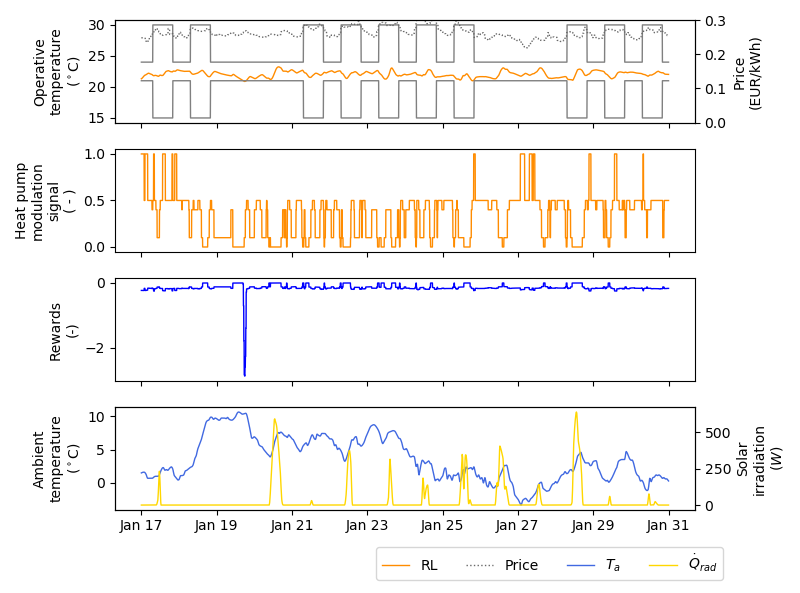 Operative
temperature
(°C)
30
25
20
15
0.3
0.2
0.1
0.0
Price
(EUR/kWh)
Heat pump
modulation
signal
( - )
1.0
0.5
0.0
Rewards
(-)
0
−2
Ambient
temperature
(°C)
10
5
0
500
250
0
Solar
irradiation
(W)
Jan 17 Jan 19 Jan 21 Jan 23 Jan 25 Jan 27 Jan 29 Jan 31
RL Price T_a Q̇_rad